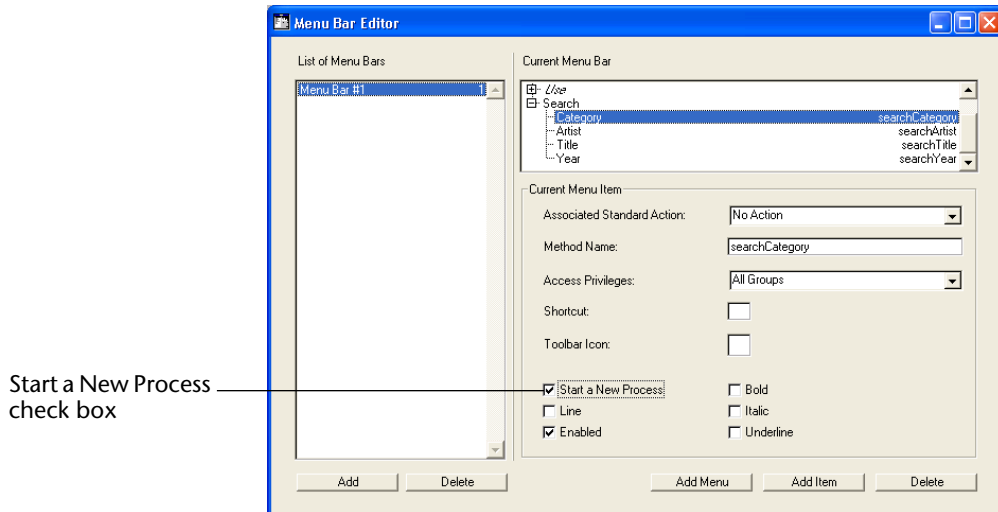 Menu Bar Editor
List of Menu Bars
Menu Bar #1 1
Current Menu Bar
Use
Search
Category searchCategory
Artist searchArtist
Title searchTitle
Year searchYear
Current Menu Item
Associated Standard Action: No Action
Method Name: searchCategory
Access Privileges: All Groups
Shortcut:
Toolbar Icon:
Start a New Process
check box
Start a New Process Bold
Line Italic
Enabled Underline
Add Delete Add Menu Add Item Delete